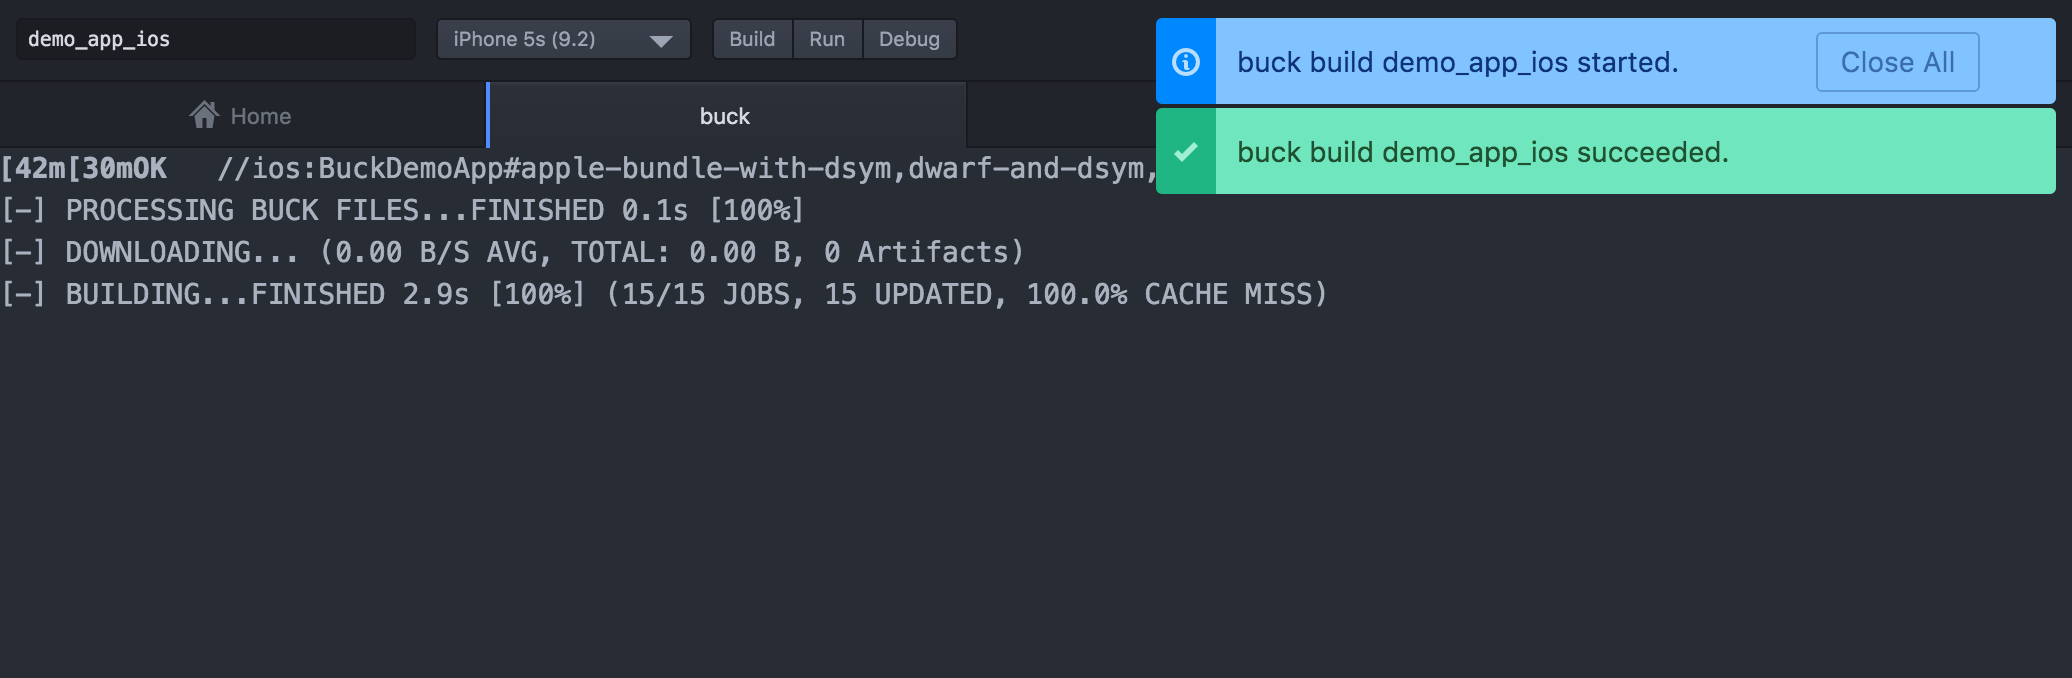 demo_app_ios
iPhone 5s (9.2)
Build
Run
Debug
buck build demo_app_ios started.
Close All
buck build demo_app_ios succeeded.
Home
buck
[42m[30mOK   //ios:BuckDemoApp#apple-bundle-with-dsym,dwarf-and-dsym,
[–] PROCESSING BUCK FILES...FINISHED 0.1s [100%]
[–] DOWNLOADING... (0.00 B/S AVG, TOTAL: 0.00 B, 0 Artifacts)
[–] BUILDING...FINISHED 2.9s [100%] (15/15 JOBS, 15 UPDATED, 100.0% CACHE MISS)